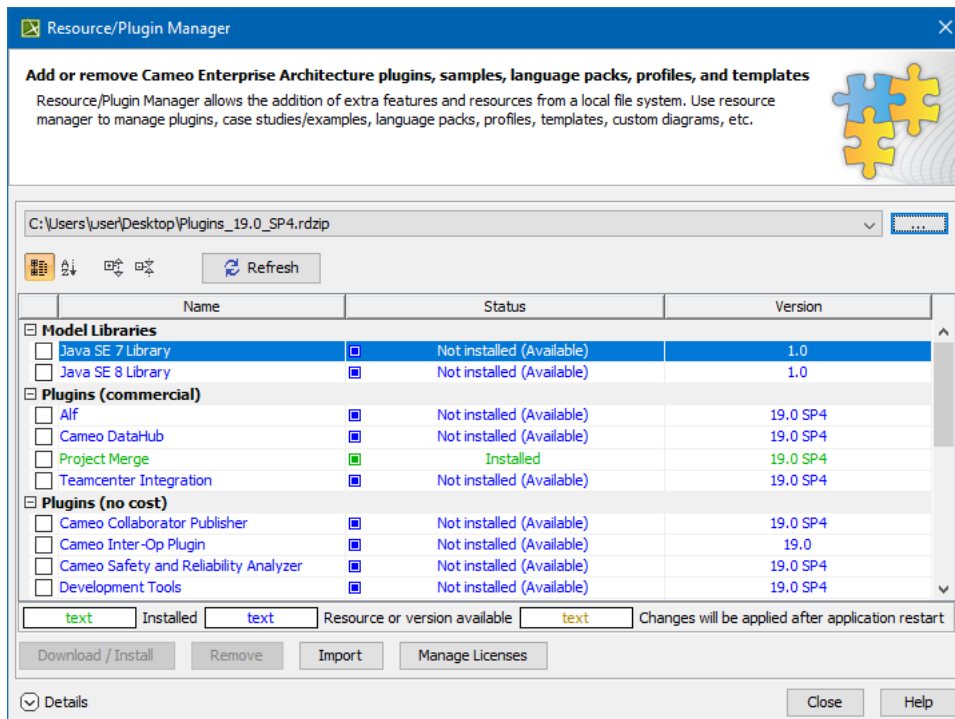 Resource/Plugin Manager
Add or remove Cameo Enterprise Architecture plugins, samples, language packs, profiles, and templates
Resource/Plugin Manager allows the addition of extra features and resources from a local file system. Use resource
manager to manage plugins, case studies/examples, language packs, profiles, templates, custom diagrams, etc.
C:\Users\user\Desktop\Plugins_19.0_SP4.rdzip ...
Refresh
Name Status Version
Model Libraries
Java SE 7 Library Not installed (Available) 1.0
Java SE 8 Library Not installed (Available) 1.0
Plugins (commercial)
Alf Not installed (Available) 19.0 SP4
Cameo DataHub Not installed (Available) 19.0 SP4
Project Merge Installed 19.0 SP4
Teamcenter Integration Not installed (Available) 19.0 SP4
Plugins (no cost)
Cameo Collaborator Publisher Not installed (Available) 19.0 SP4
Cameo Inter-Op Plugin Not installed (Available) 19.0
Cameo Safety and Reliability Analyzer Not installed (Available) 19.0 SP4
Development Tools Not installed (Available) 19.0 SP4
text Installed text Resource or version available text Changes will be applied after application restart
Download / Install Remove Import Manage Licenses
Details Close Help